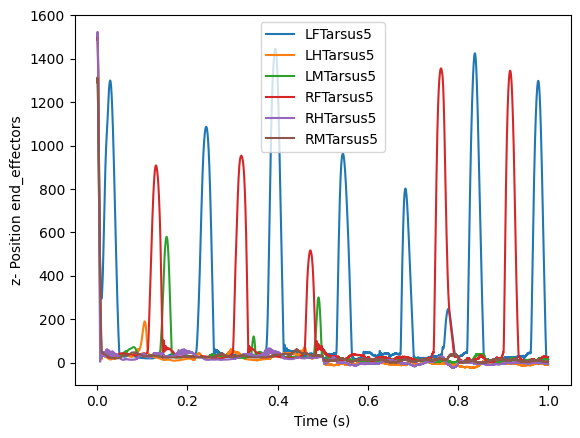 1600
1400
1200
1000
800
600
400
200
0
z- Position end_effectors
LFTarsus5
LHTarsus5
LMTarsus5
RFTarsus5
RHTarsus5
RMTarsus5
0.0 0.2 0.4 0.6 0.8 1.0
Time (s)